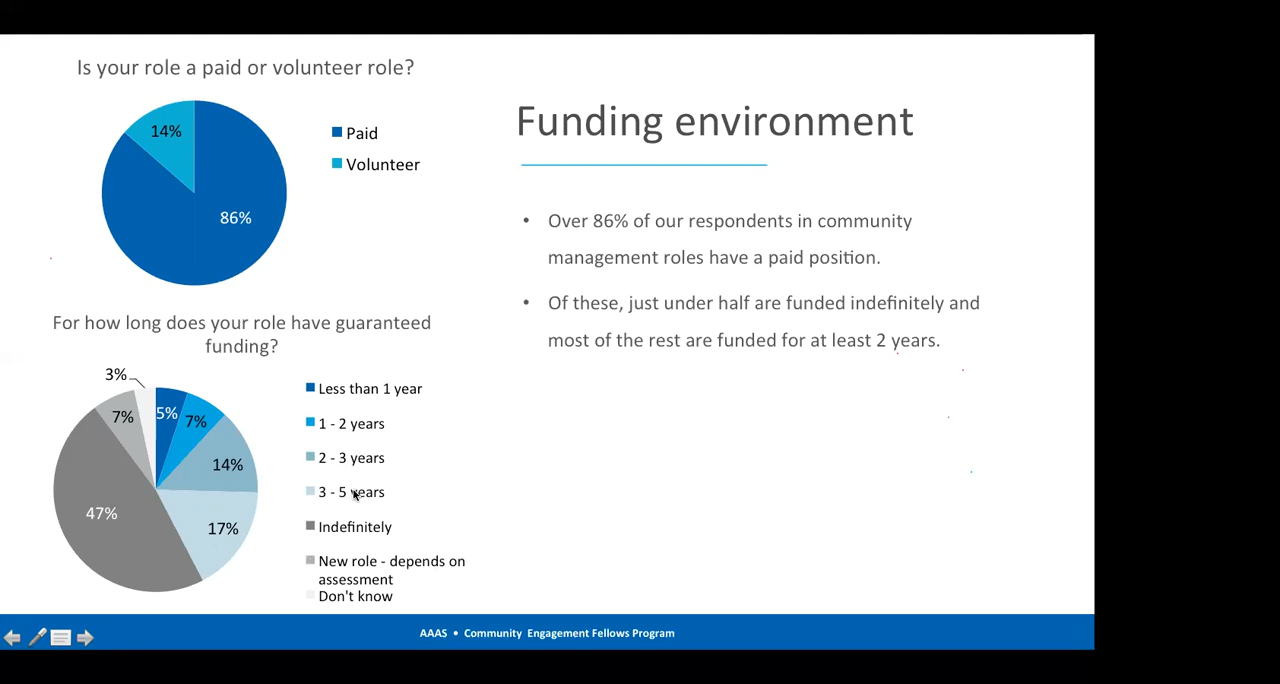 Is your role a paid or volunteer role?
14%
86%
Paid
Volunteer
Funding environment
• Over 86% of our respondents in community
management roles have a paid position.
• Of these, just under half are funded indefinitely and
most of the rest are funded for at least 2 years.
For how long does your role have guaranteed
funding?
3%
5%
7%
7%
14%
17%
47%
Less than 1 year
1 - 2 years
2 - 3 years
3 - 5 years
Indefinitely
New role - depends on
assessment
Don't know
AAAS • Community Engagement Fellows Program